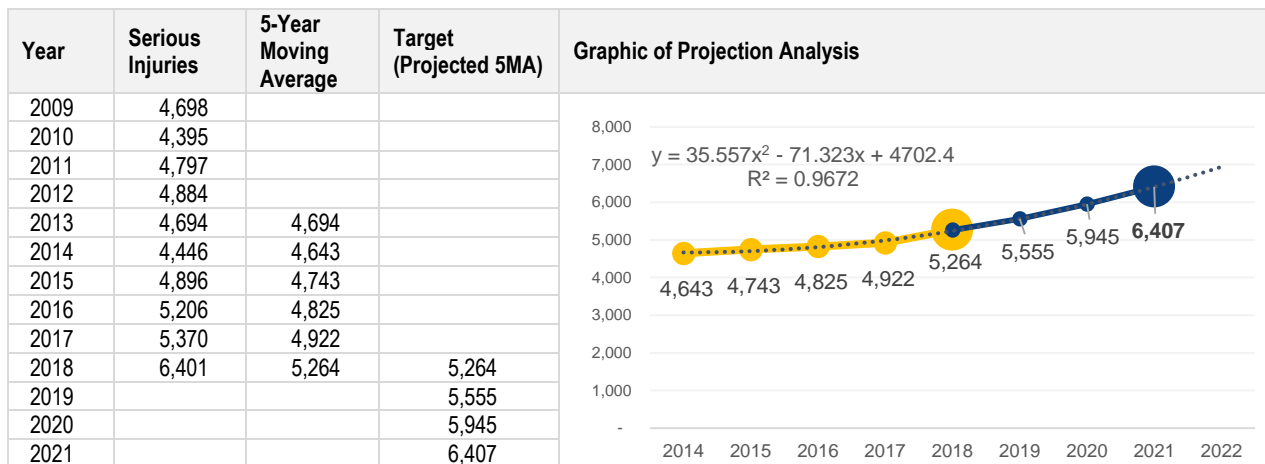 Year Serious Injuries 5-Year Moving Average Target (Projected 5MA) Graphic of Projection Analysis
2009 4,698
2010 4,395
2011 4,797
2012 4,884
2013 4,694 4,694
2014 4,446 4,643
2015 4,896 4,743
2016 5,206 4,825
2017 5,370 4,922
2018 6,401 5,264 5,264
2019 5,555
2020 5,945
2021 6,407
8,000
7,000
6,000
5,000
4,000
3,000
2,000
1,000
-
y = 35.557x² - 71.323x + 4702.4
R² = 0.9672
4,643 4,743 4,825 4,922 5,264 5,555 5,945 6,407
2014 2015 2016 2017 2018 2019 2020 2021 2022